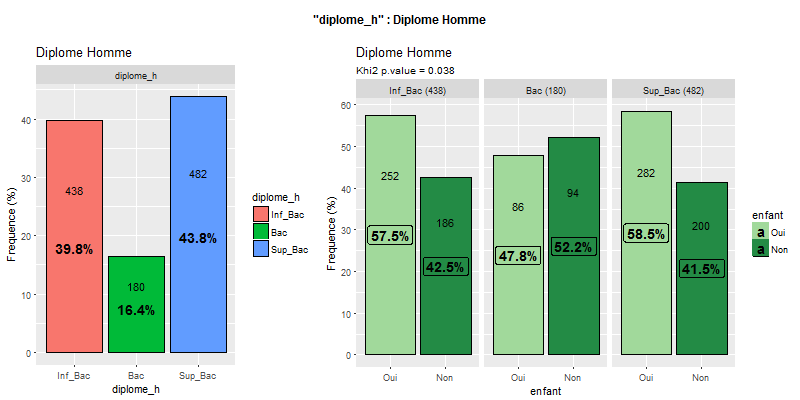 "diplome_h" : Diplome Homme
Diplome Homme
diplome_h
Frequence (%)
40
30
20
10
0
438
39.8%
180
16.4%
482
43.8%
Inf_Bac
Bac
Sup_Bac
diplome_h
diplome_h
Inf_Bac
Bac
Sup_Bac
Diplome Homme
Khi2 p.value = 0.038
Inf_Bac (438)
Bac (180)
Sup_Bac (482)
Frequence (%)
60
50
40
30
20
10
0
252
57.5%
186
42.5%
86
47.8%
94
52.2%
282
58.5%
200
41.5%
Oui
Non
Oui
Non
Oui
Non
enfant
enfant
a Oui
a Non